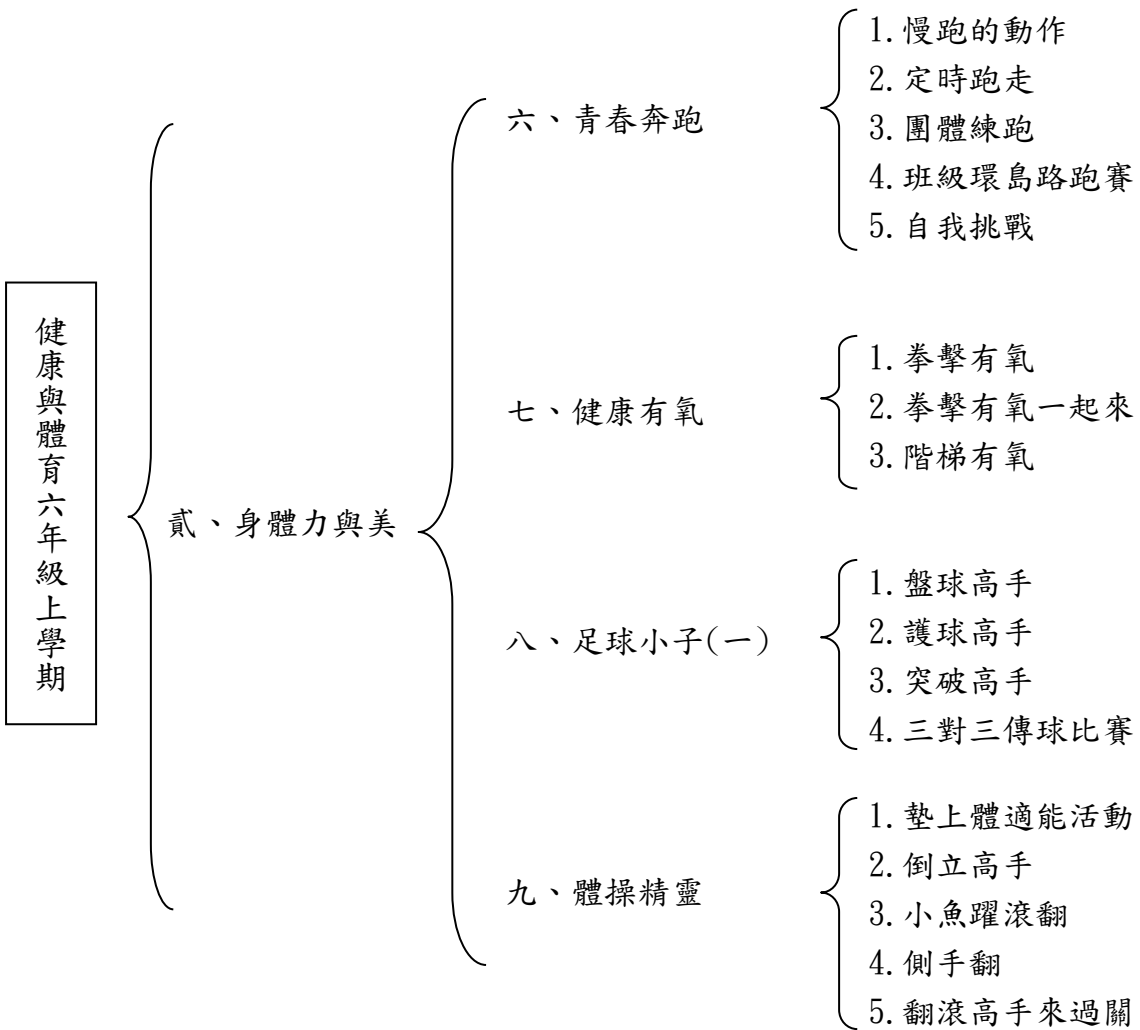 健康與體育六年級上學期
貳、身體力與美
六、青春奔跑
1.慢跑的動作
2.定時跑走
3.團體練跑
4.班級環島路跑賽
5.自我挑戰
七、健康有氧
1.拳擊有氧
2.拳擊有氧一起來
3.階梯有氧
八、足球小子(一)
1.盤球高手
2.護球高手
3.突破高手
4.三對三傳球比賽
九、體操精靈
1.墊上體適能活動
2.倒立高手
3.小魚躍滾翻
4.側手翻
5.翻滾高手來過關